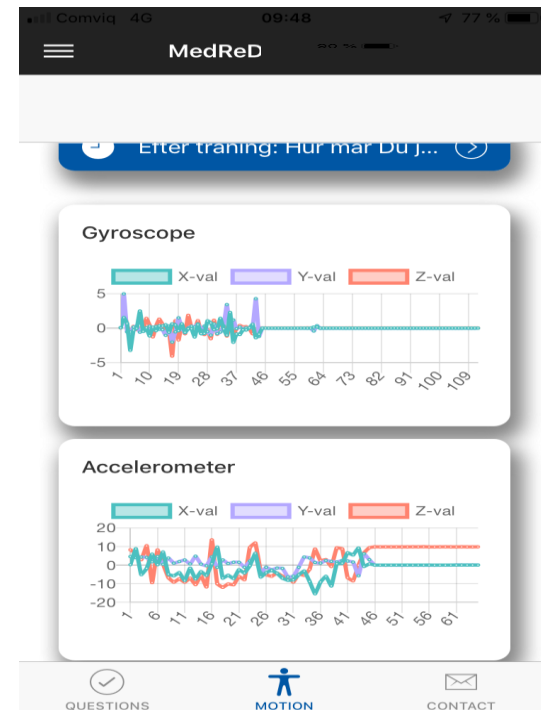 Comviq 4G 09:48 77 %
MedReD 80 %
Efter träning: Hur mår Du j...
Gyroscope
X-val Y-val Z-val
5
0
-5
1 10 19 28 37 46 55 64 73 82 91 100 109
Accelerometer
X-val Y-val Z-val
20
10
0
-10
-20
1 6 11 16 21 26 31 36 41 46 51 56 61
QUESTIONS MOTION CONTACT